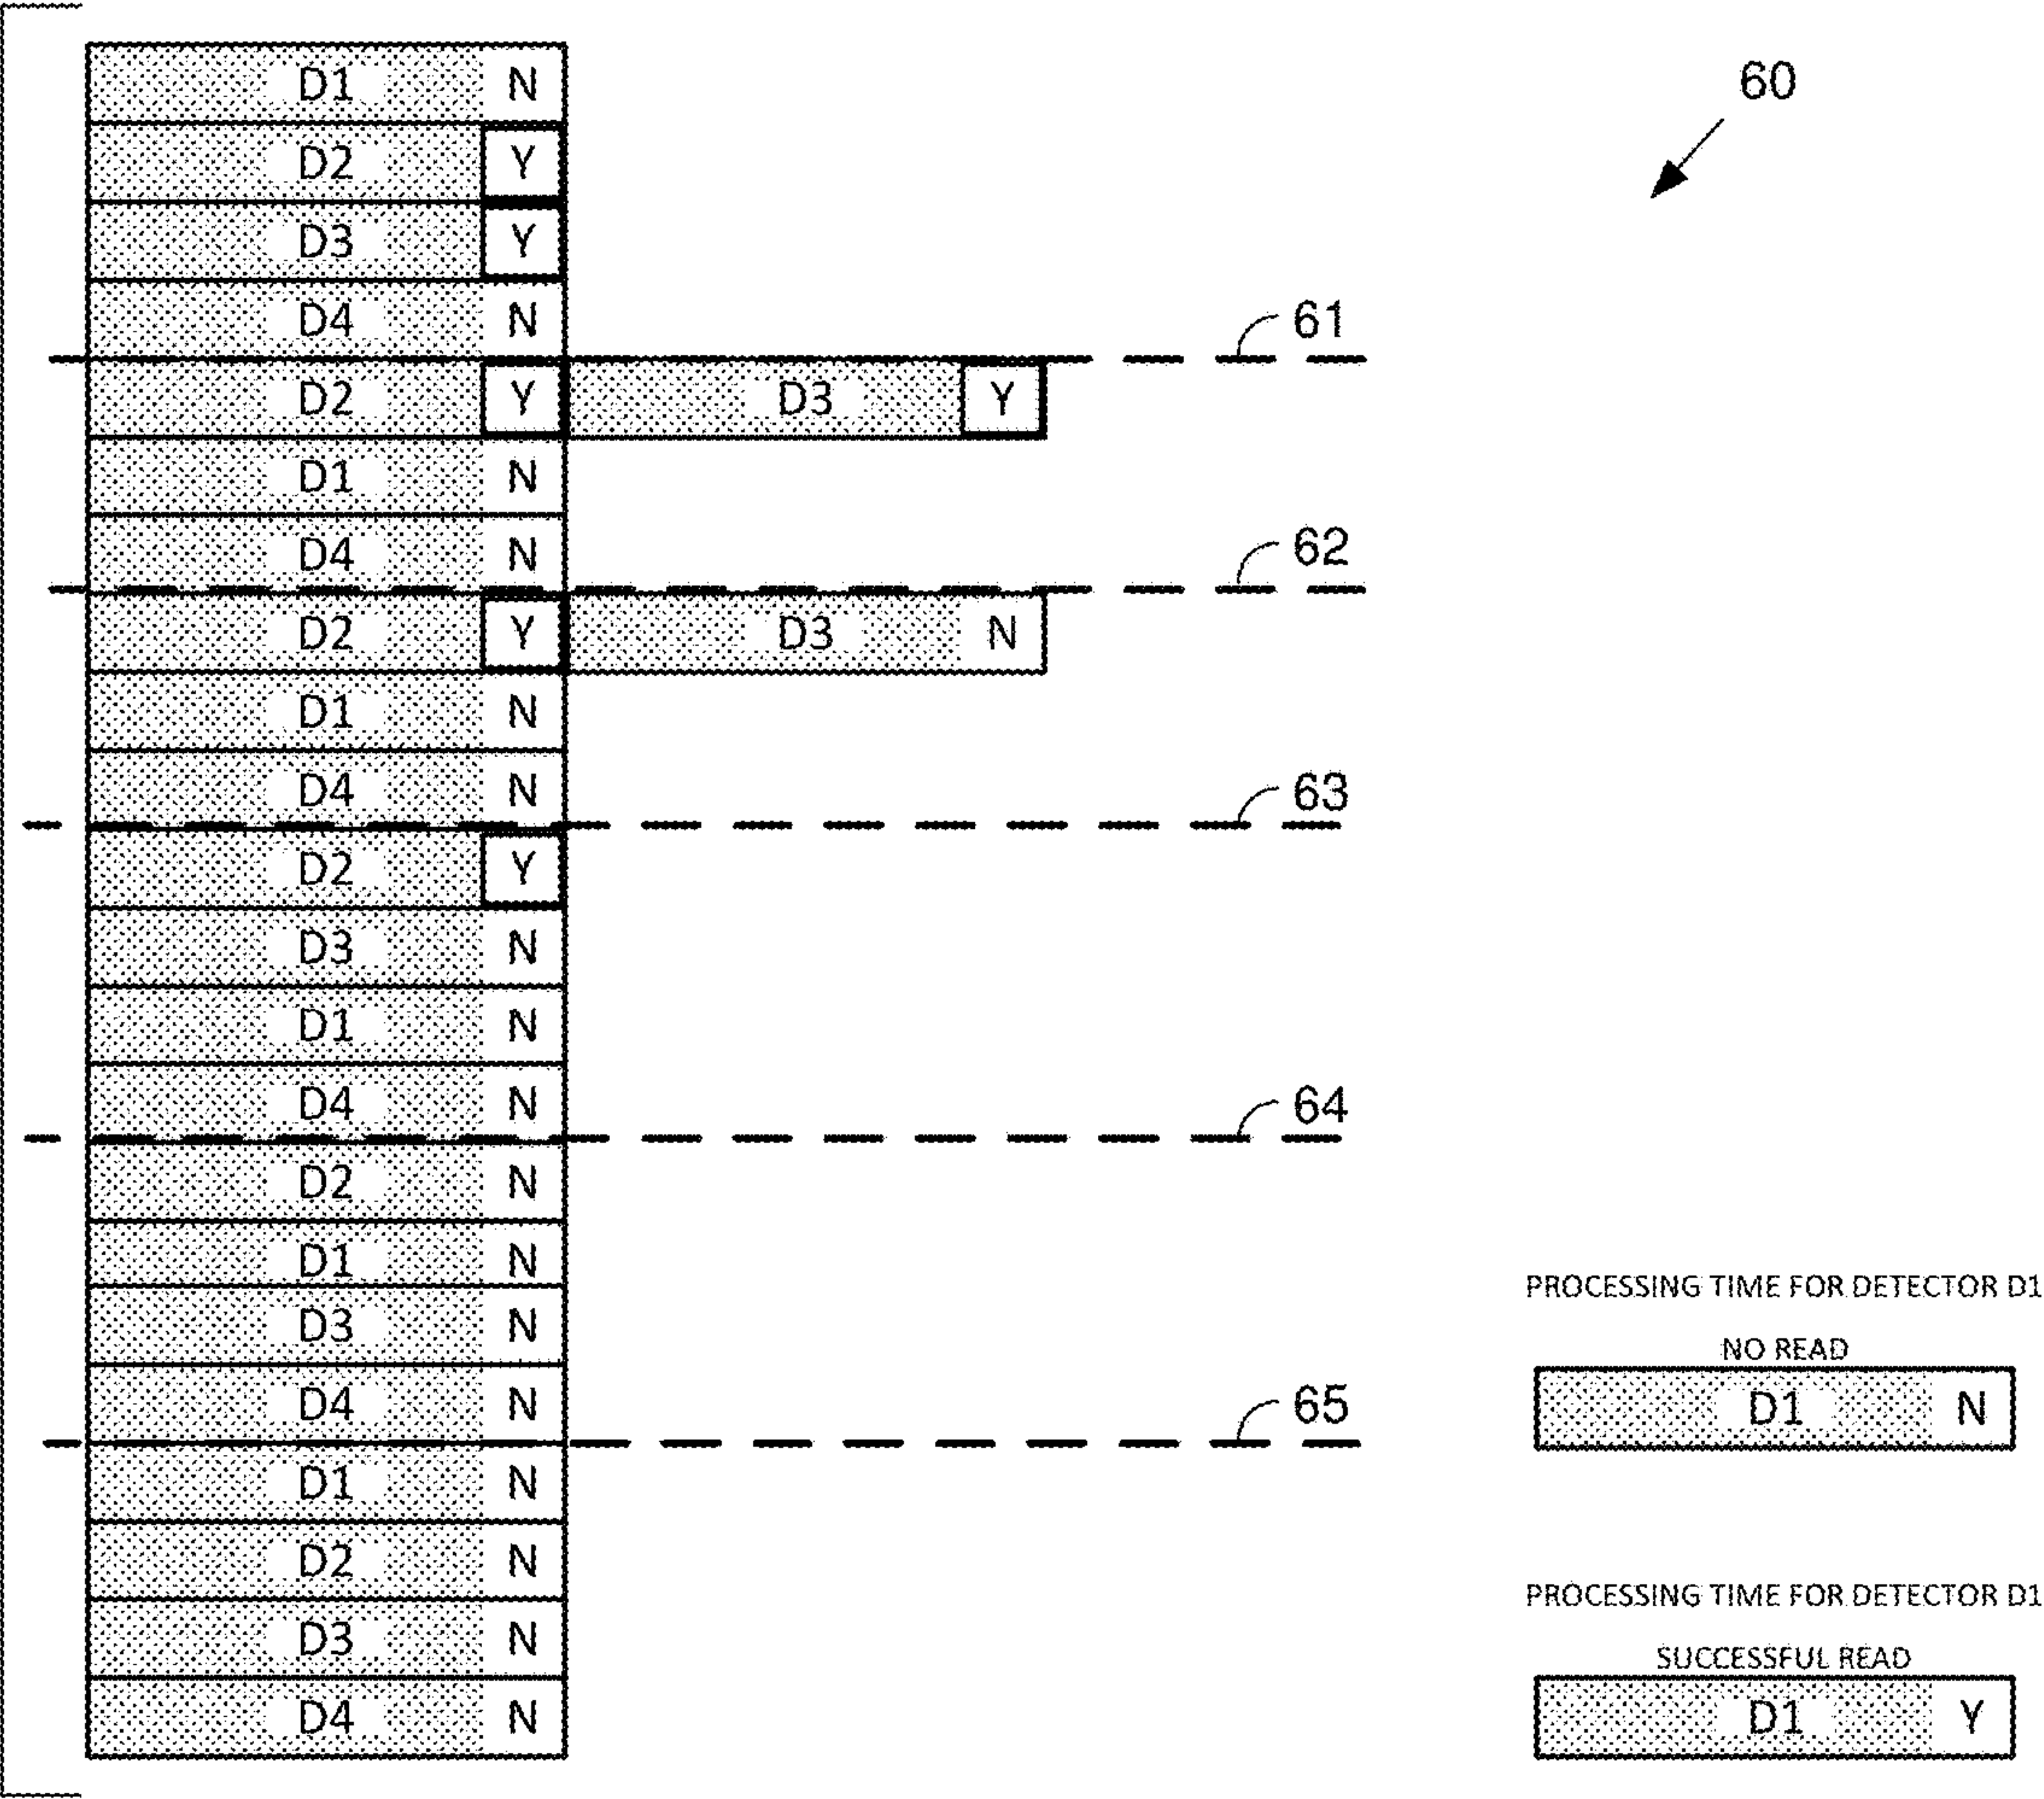 60
D1 N
D2 Y
D3 Y
D4 N
61
D2 Y D3 Y
D1 N
D4 N
62
D2 Y D3 N
D1 N
D4 N
63
D2 Y
D3 N
D1 N
D4 N
64
D2 N
D1 N
D3 N
D4 N
65
D1 N
D2 N
D3 N
D4 N
PROCESSING TIME FOR DETECTOR D1
NO READ
D1 N
PROCESSING TIME FOR DETECTOR D1
SUCCESSFUL READ
D1 Y